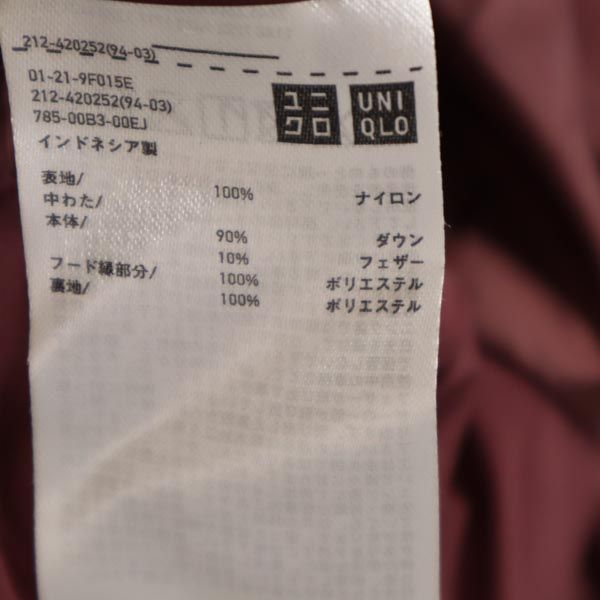 212-420252(94-03)
01-21-9F015E
212-420252(94-03)
785-00B3-00EJ
インドネシア製
ユニ
クロ
UNI
QLO
表地/
100% ナイロン
中わた/
本体/
90% ダウン
10% フェザー
フード縁部分/
100% ポリエステル
裏地/
100% ポリエステル